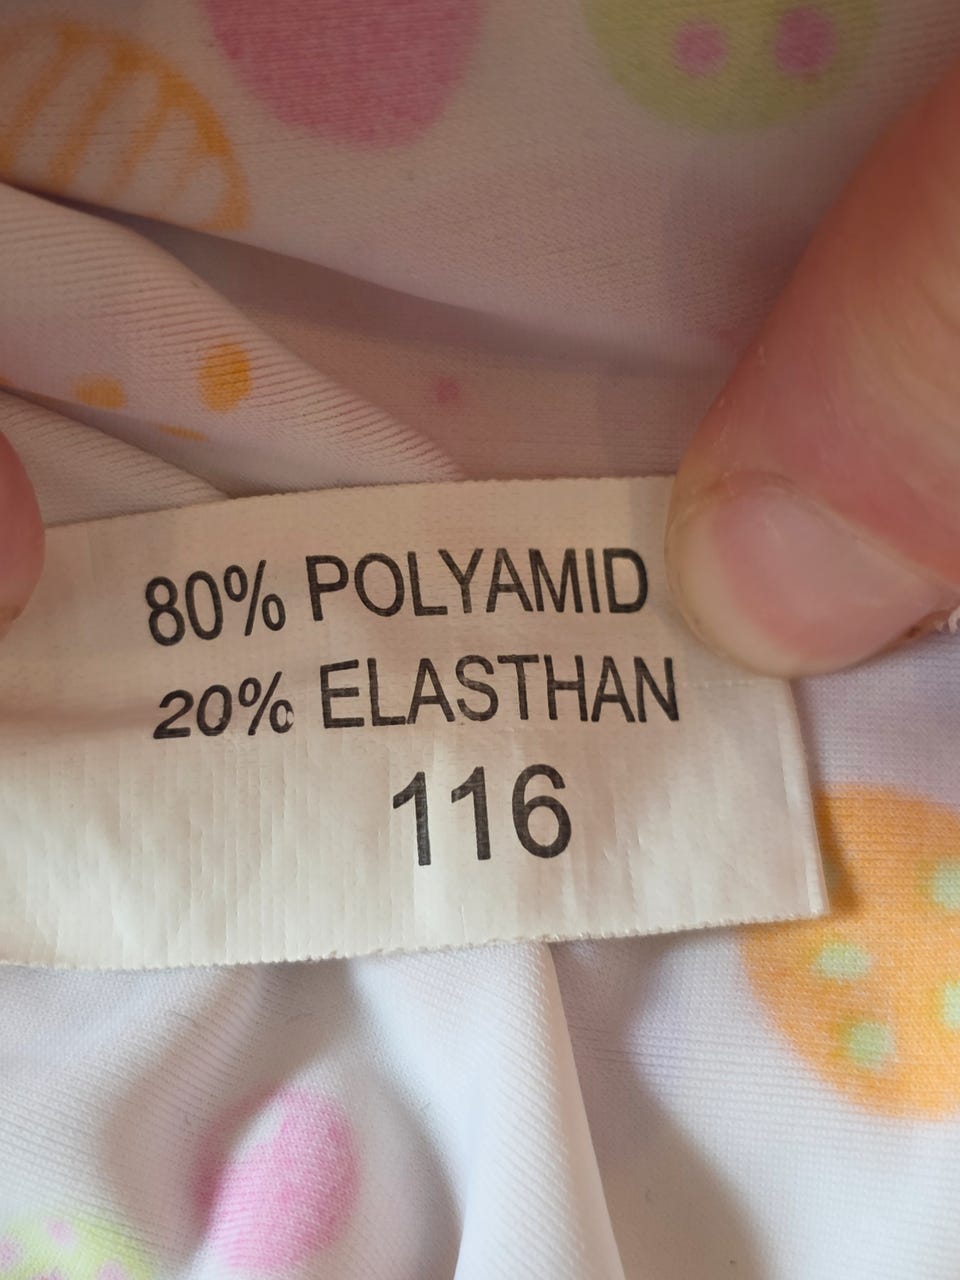 80% POLYAMID
20% ELASTHAN
116